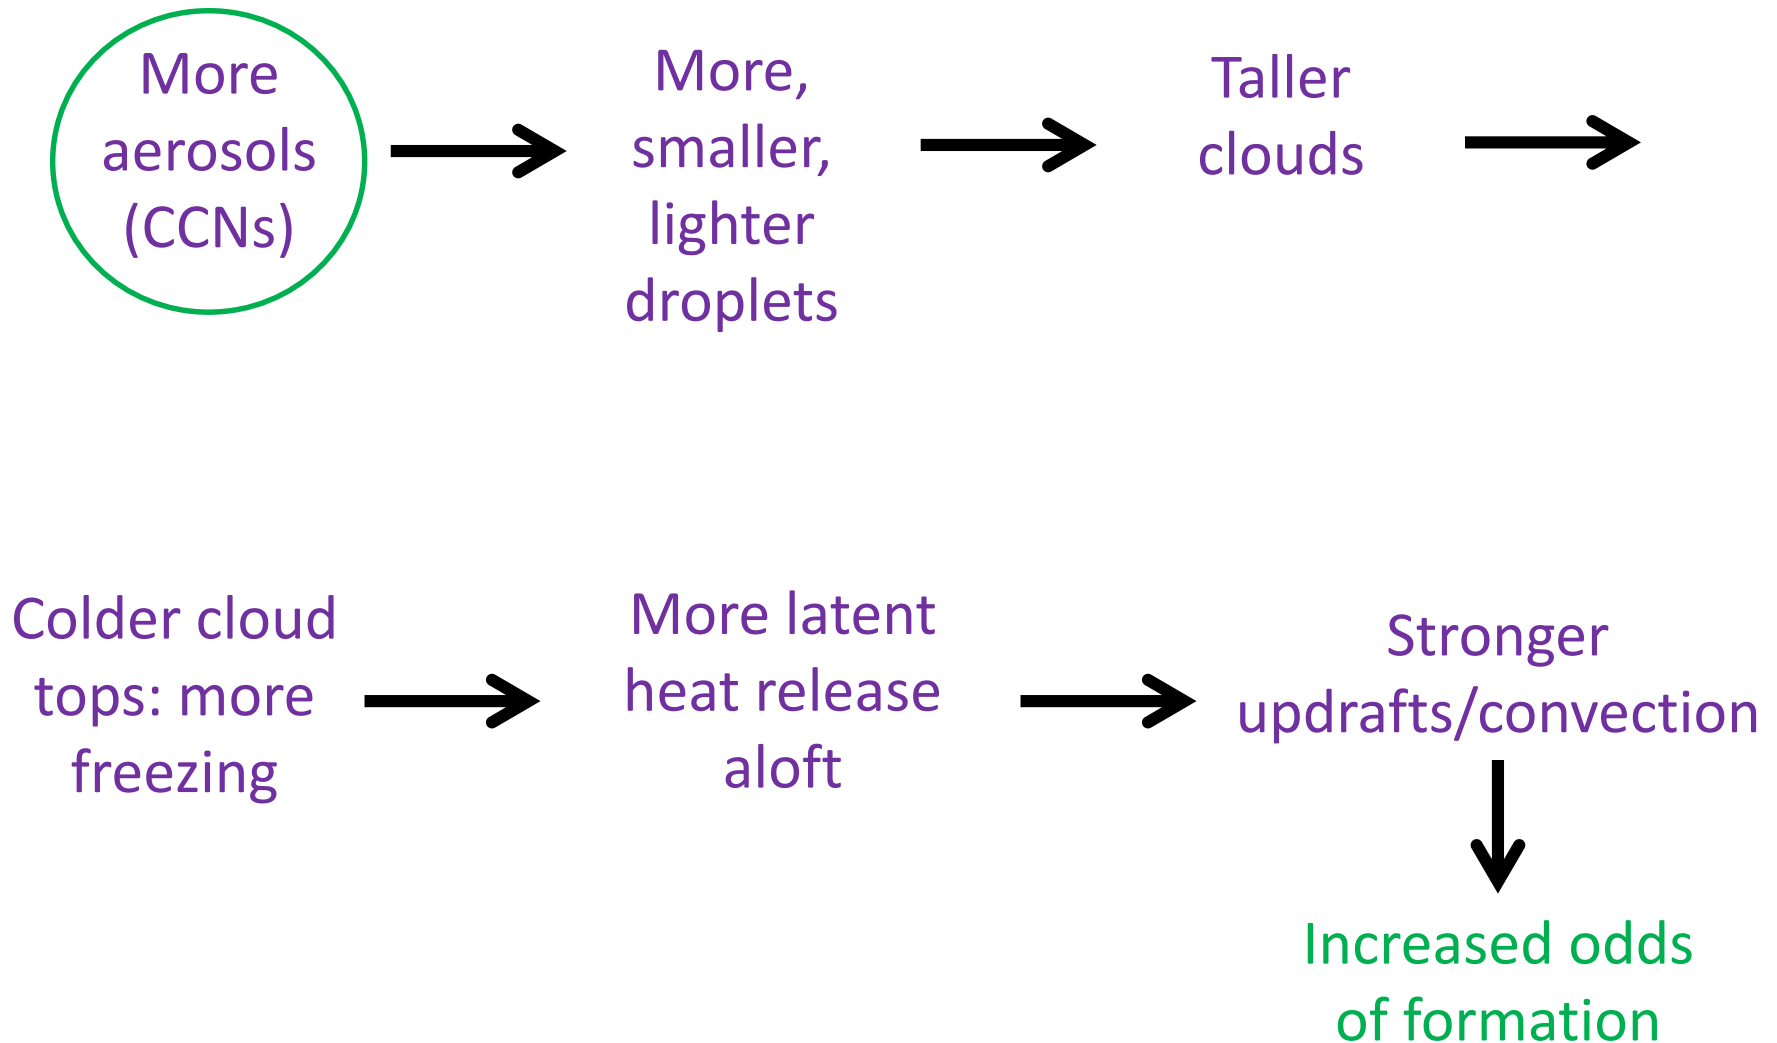 More
aerosols
(CCNs)
More,
smaller,
lighter
droplets
Taller
clouds
Colder cloud
tops: more
freezing
More latent
heat release
aloft
Stronger
updrafts/convection
Increased odds
of formation